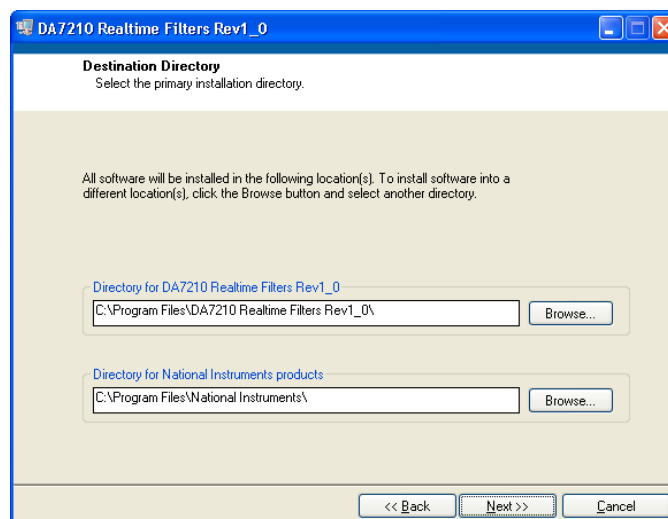 DA7210 Realtime Filters Rev1_0
Destination Directory
Select the primary installation directory.
All software will be installed in the following location(s). To install software into a
different location(s), click the Browse button and select another directory.
Directory for DA7210 Realtime Filters Rev1_0
C:\Program Files\DA7210 Realtime Filters Rev1_0\
Browse...
Directory for National Instruments products
C:\Program Files\National Instruments\
Browse...
<< Back
Next >>
Cancel